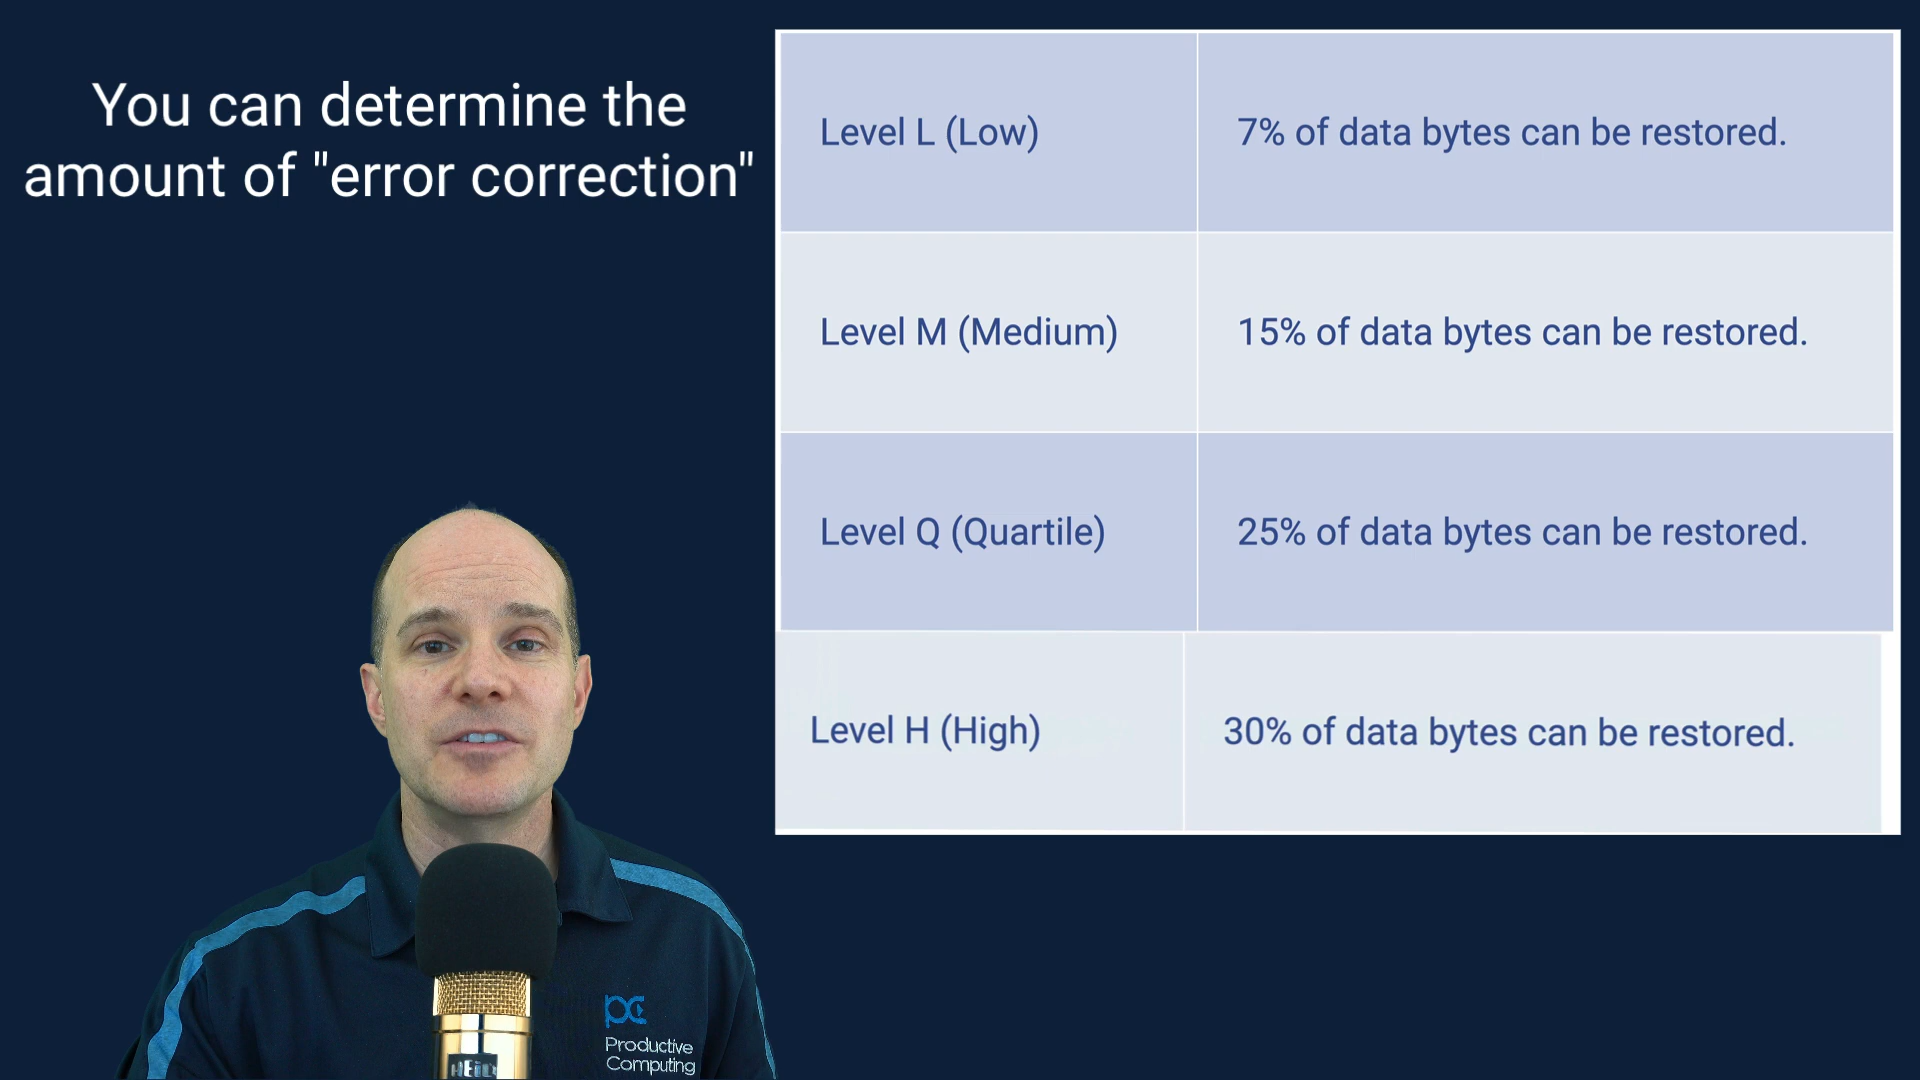 You can determine the
amount of "error correction"
Level L (Low) 7% of data bytes can be restored.
Level M (Medium) 15% of data bytes can be restored.
Level Q (Quartile) 25% of data bytes can be restored.
Level H (High) 30% of data bytes can be restored.
pc
Productive
Computing
HEiL